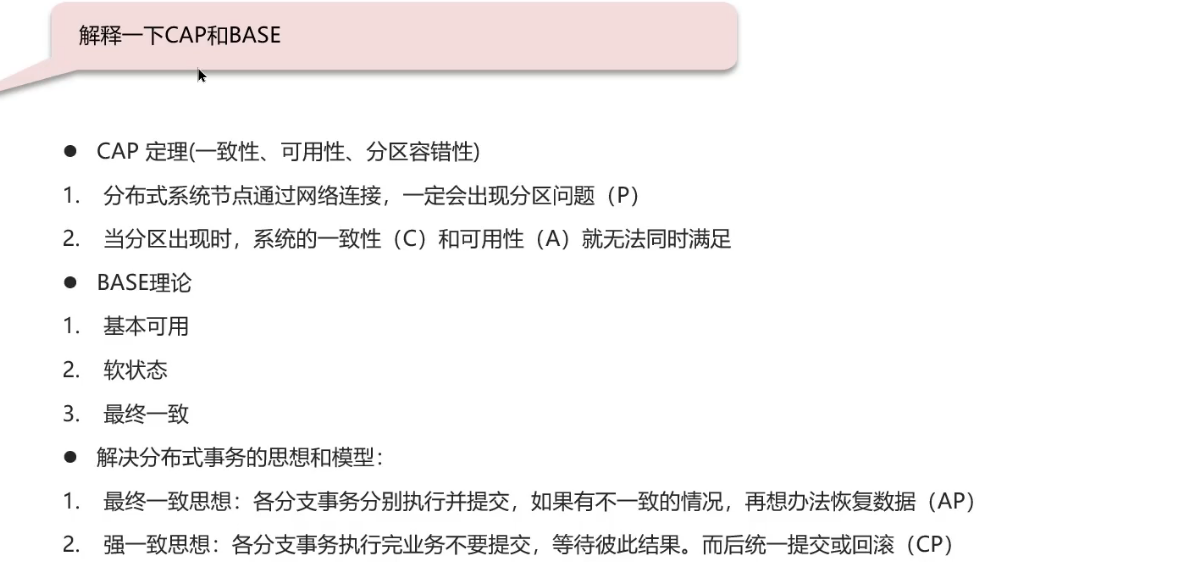 解释一下CAP和BASE
● CAP 定理(一致性、可用性、分区容错性)
1. 分布式系统节点通过网络连接，一定会出现分区问题（P）
2. 当分区出现时，系统的一致性（C）和可用性（A）就无法同时满足
● BASE理论
1. 基本可用
2. 软状态
3. 最终一致
● 解决分布式事务的思想和模型：
1. 最终一致思想：各分支事务分别执行并提交，如果有不一致的情况，再想办法恢复数据（AP）
2. 强一致思想：各分支事务执行完业务不要提交，等待彼此结果。而后统一提交或回滚（CP）